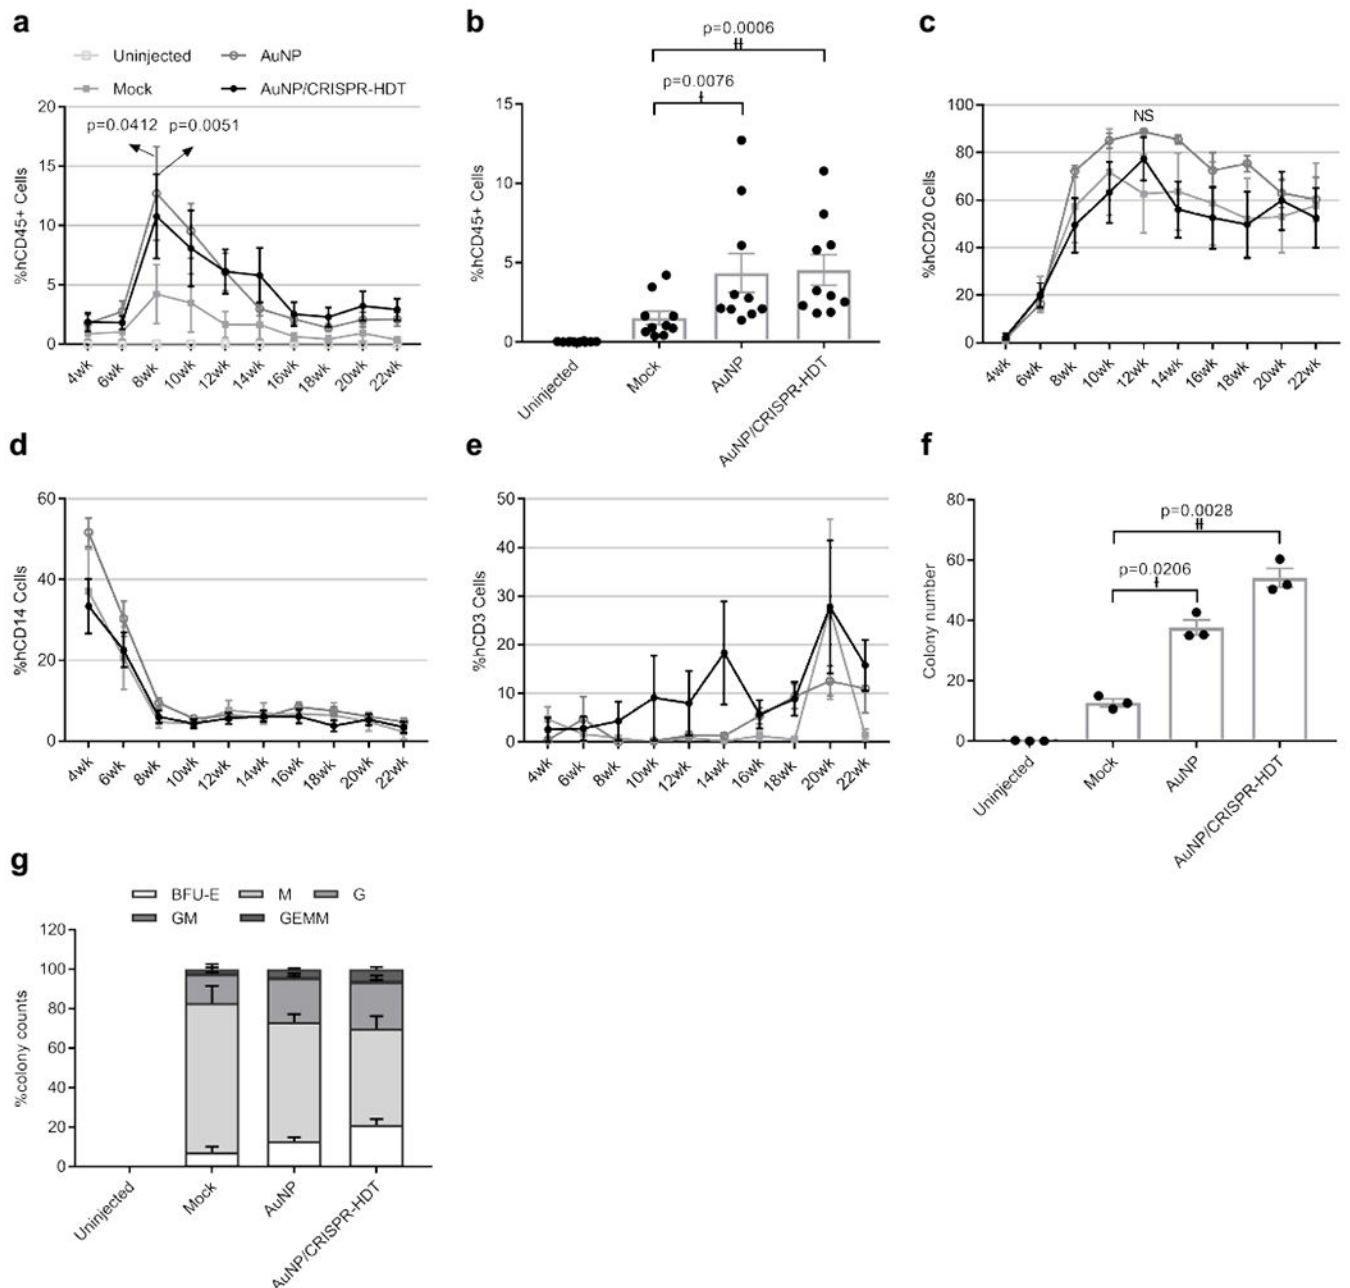 a
Uninjected
AuNP
Mock
AuNP/CRISPR-HDT
p=0.0412
p=0.0051
%hCD45+ Cells
20
15
10
5
0
4wk 6wk 8wk 10wk 12wk 14wk 16wk 18wk 20wk 22wk
b
p=0.0006
ǂ
p=0.0076
ƚ
%hCD45+ Cells
15
10
5
0
Uninjected Mock AuNP AuNP/CRISPR-HDT
c
NS
%hCD20 Cells
100
80
60
40
20
0
4wk 6wk 8wk 10wk 12wk 14wk 16wk 18wk 20wk 22wk
d
%hCD14 Cells
60
40
20
0
4wk 6wk 8wk 10wk 12wk 14wk 16wk 18wk 20wk 22wk
e
%hCD3 Cells
50
40
30
20
10
0
4wk 6wk 8wk 10wk 12wk 14wk 16wk 18wk 20wk 22wk
f
p=0.0028
ǂ
p=0.0206
ƚ
Colony number
80
60
40
20
0
Uninjected Mock AuNP AuNP/CRISPR-HDT
g
BFU-E M G
GM GEMM
%colony counts
120
100
80
60
40
20
0
Uninjected Mock AuNP AuNP/CRISPR-HDT